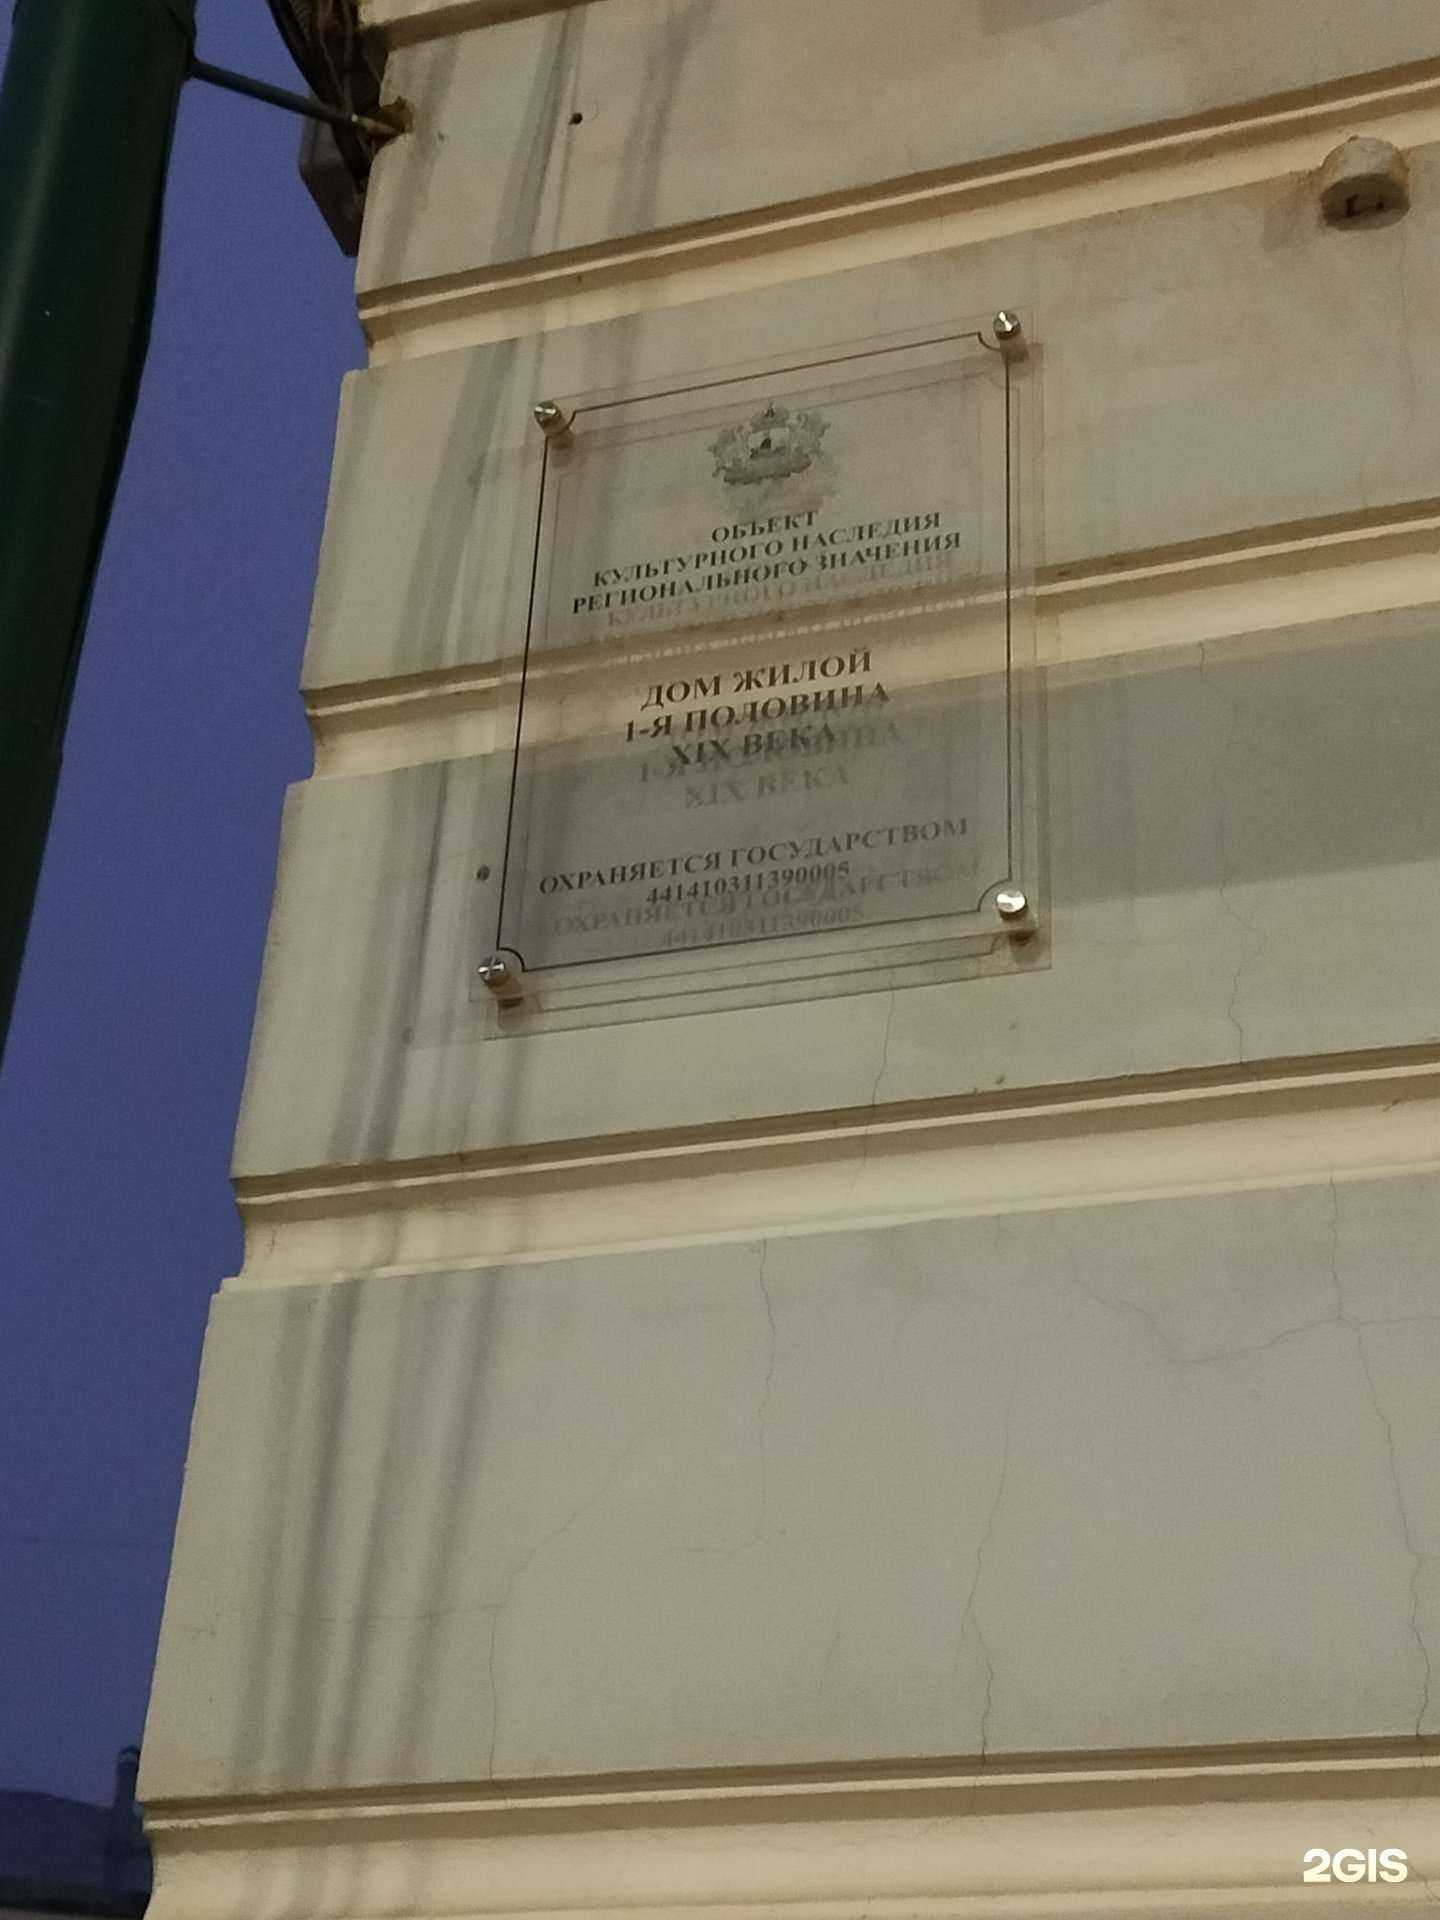 ОБЪЕКТ
КУЛЬТУРНОГО НАСЛЕДИЯ
РЕГИОНАЛЬНОГО ЗНАЧЕНИЯ
ДОМ ЖИЛОЙ
1-Я ПОЛОВИНА
XIX ВЕКА
ОХРАНЯЕТСЯ ГОСУДАРСТВОМ
441410311390005
2GIS